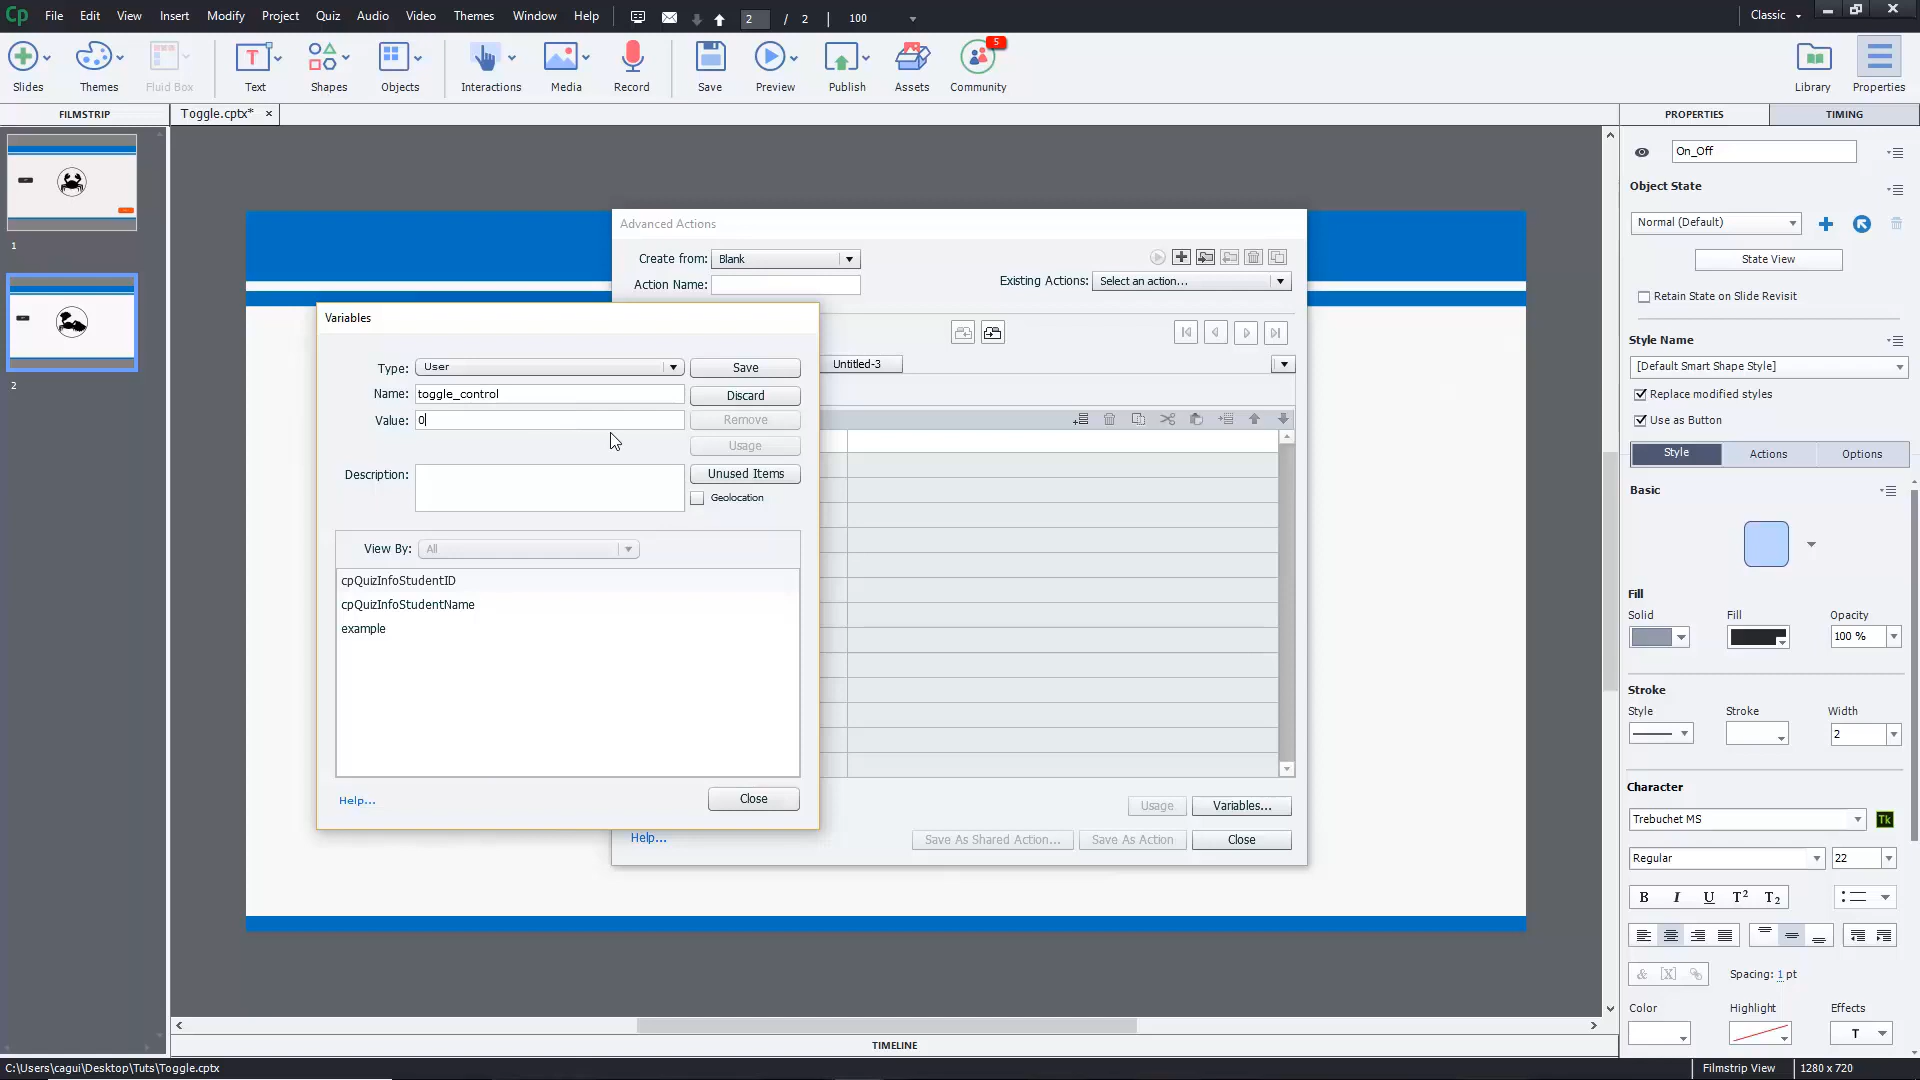 Cp File Edit View Insert Modify Project Quiz Audio Video Themes Window Help 2 / 2 100 Classic
Slides Themes Fluid Box Text Shapes Objects Interactions Media Record Save Preview Publish Assets Community 5 Library Properties
FILMSTRIP Toggle.cptx* × PROPERTIES TIMING
On_Off
Object State
Normal (Default)
State View
Retain State on Slide Revisit
Style Name
[Default Smart Shape Style]
Replace modified styles
Use as Button
Style Actions Options
Basic
Fill
Solid Fill Opacity
100 %
Stroke
Style Stroke Width
2
Character
Trebuchet MS Tk
Regular 22
B I U T2 T2
Spacing: 1 pt
Color Highlight Effects
T
1
2
Advanced Actions
Create from: Blank
Action Name:
Existing Actions: Select an action...
Untitled-3
Usage Variables...
Help... Save As Shared Action... Save As Action Close
Variables
Type: User Save
Name: toggle_control Discard
Value: 0 Remove
Usage
Description: Unused Items
Geolocation
View By: All
cpQuizInfoStudentID
cpQuizInfoStudentName
example
Help... Close
TIMELINE
C:\Users\cagui\Desktop\Tuts\Toggle.cptx Filmstrip View 1280 x 720